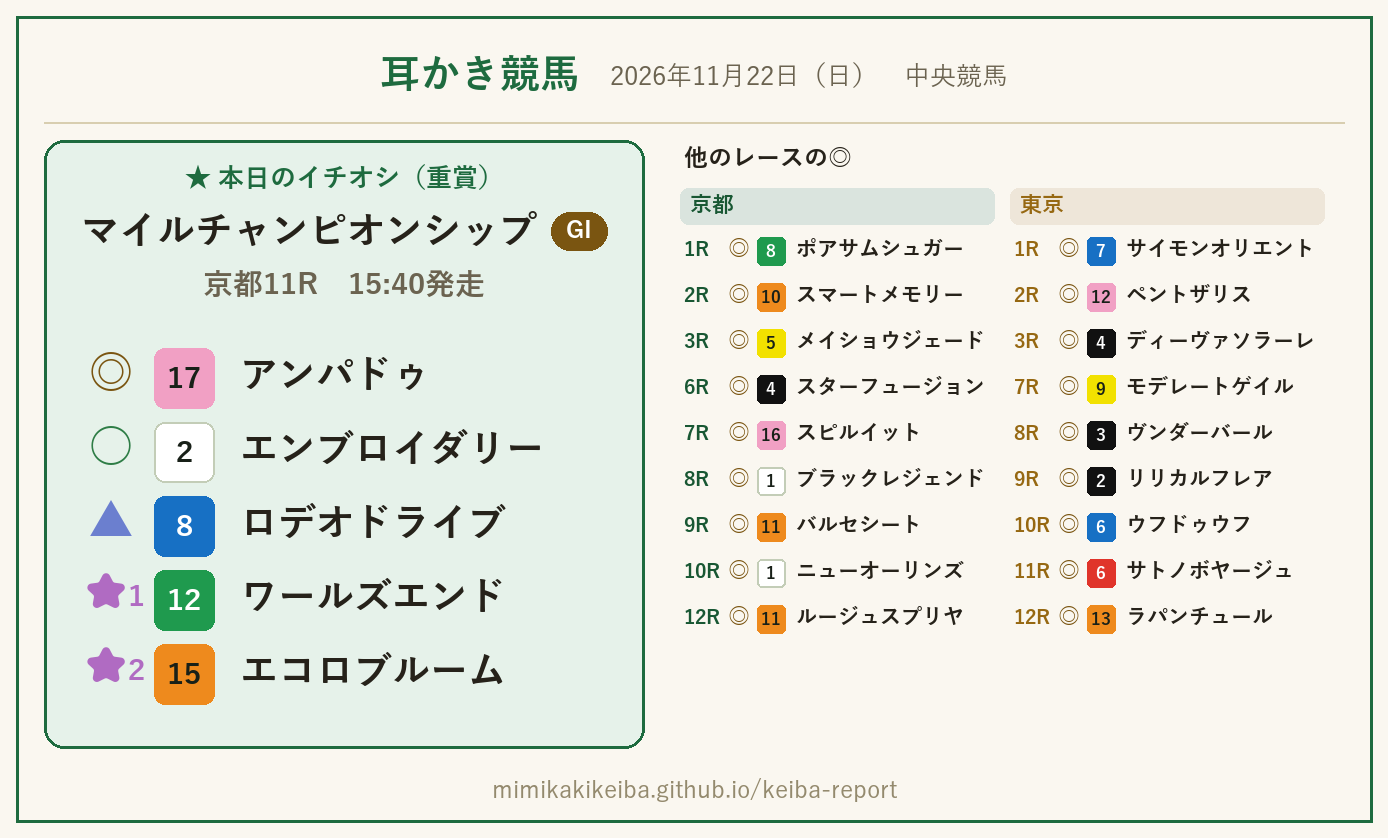 耳かき競馬 2026年11月22日（日） 中央競馬
★ 本日のイチオシ（重賞）
マイルチャンピオンシップ GI
京都11R 15:40発走
◎ 17 アンパドゥ
○ 2 エンブロイダリー
▲ 8 ロデオドライブ
★1 12 ワールズエンド
★2 15 エコロブルーム
他のレースの◎
京都
1R ◎ 8 ポアサムシュガー
2R ◎ 10 スマートメモリー
3R ◎ 5 メイショウジェード
6R ◎ 4 スターフュージョン
7R ◎ 16 スピルイット
8R ◎ 1 ブラックレジェンド
9R ◎ 11 バルセシート
10R ◎ 1 ニューオーリンズ
12R ◎ 11 ルージュスプリヤ
東京
1R ◎ 7 サイモンオリエント
2R ◎ 12 ペントザリス
3R ◎ 4 ディーヴァソラーレ
7R ◎ 9 モデレートゲイル
8R ◎ 3 ヴンダーバール
9R ◎ 2 リリカルフレア
10R ◎ 6 ウフドゥウフ
11R ◎ 6 サトノボヤージュ
12R ◎ 13 ラパンチュール
mimikakikeiba.github.io/keiba-report